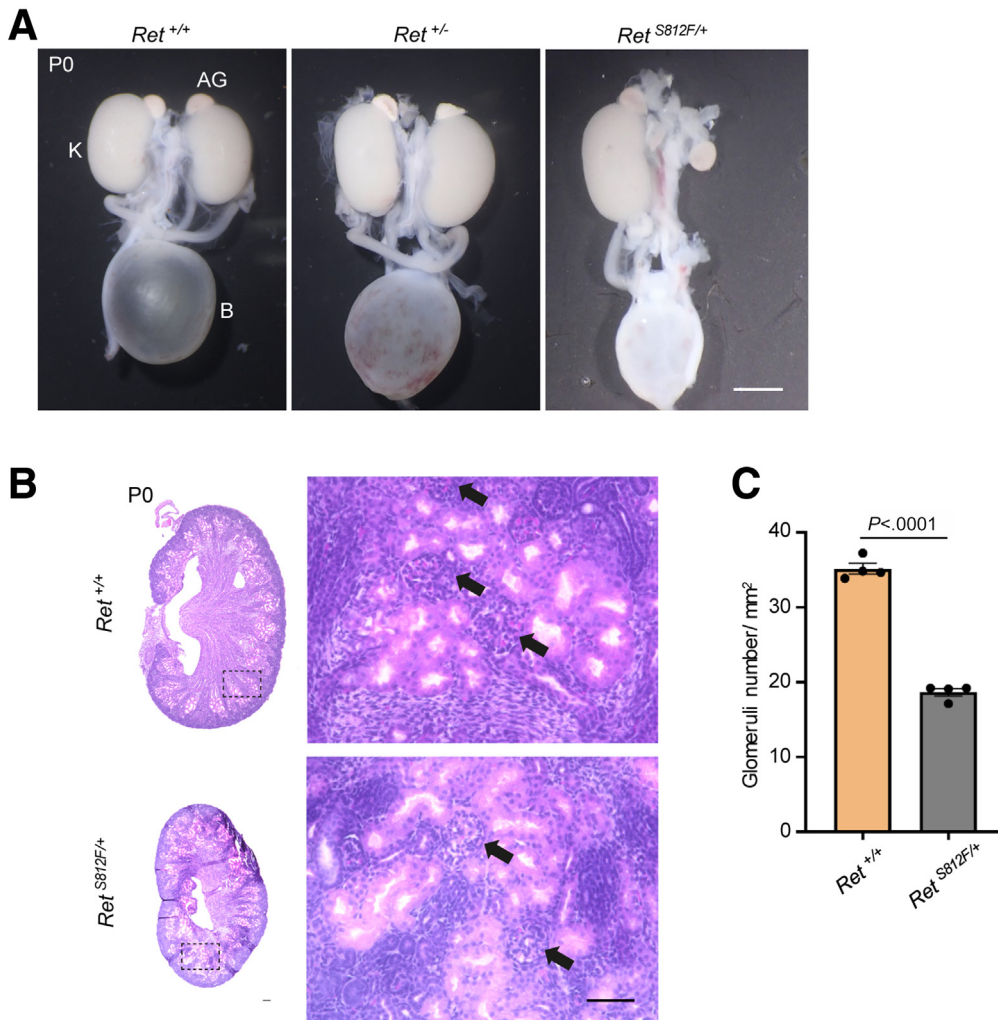 A
Ret +/+
Ret +/-
Ret S812F/+
P0
AG
K
B
B
P0
Ret +/+
Ret S812F/+
C
P<.0001
Glomeruli number/ mm2
40
30
20
10
0
Ret +/+
Ret S812F/+